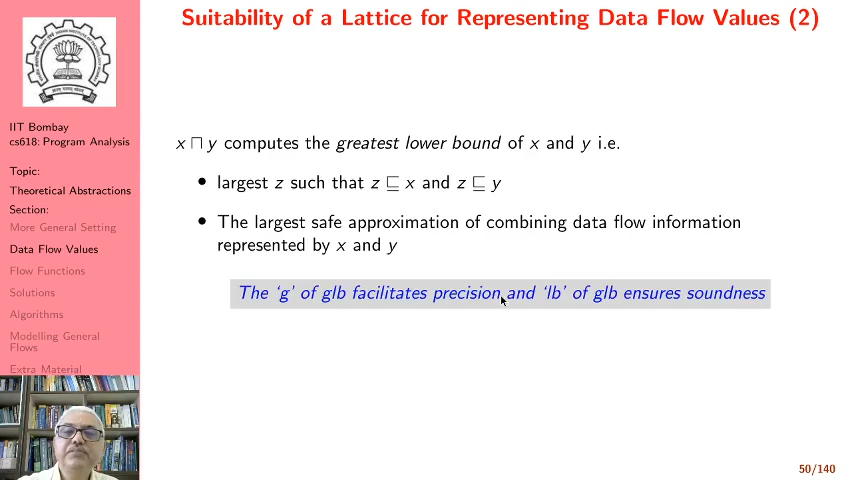 Suitability of a Lattice for Representing Data Flow Values (2)
IIT Bombay
cs618: Program Analysis
Topic:
Theoretical Abstractions
Section:
More General Setting
Data Flow Values
Flow Functions
Solutions
Algorithms
Modelling General
Flows
Extra Material
x ⊓ y computes the greatest lower bound of x and y i.e.
• largest z such that z ⊑ x and z ⊑ y
• The largest safe approximation of combining data flow information
represented by x and y
The ‘g’ of glb facilitates precision and ‘lb’ of glb ensures soundness
50/140